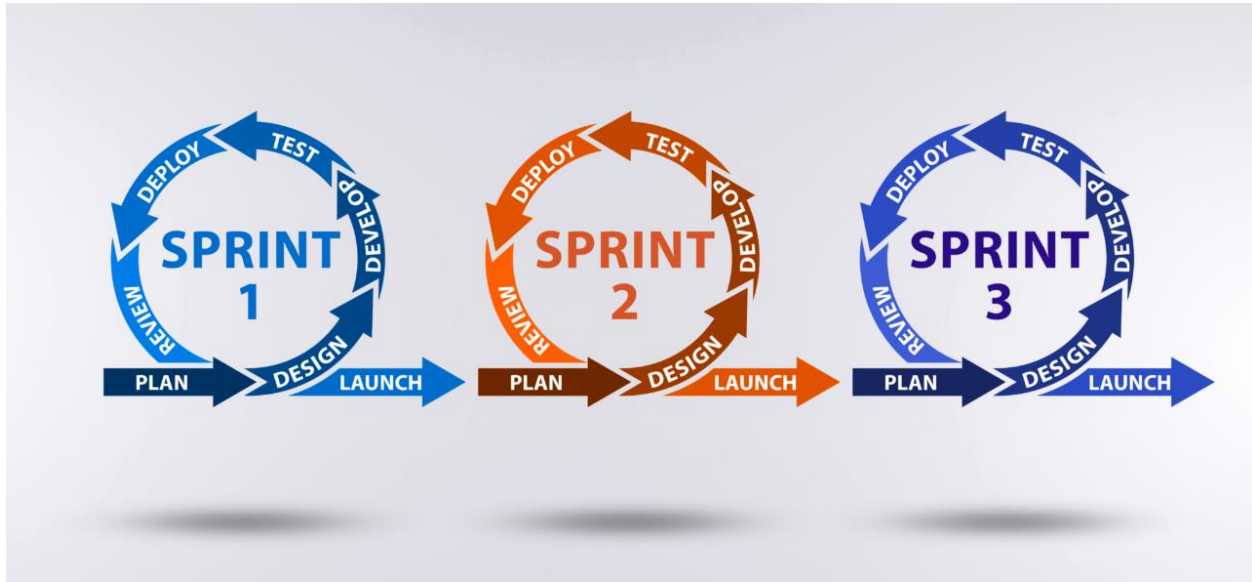 SPRINT
1
PLAN
DESIGN
DEVELOP
TEST
DEPLOY
REVIEW
LAUNCH
SPRINT
2
PLAN
DESIGN
DEVELOP
TEST
DEPLOY
REVIEW
LAUNCH
SPRINT
3
PLAN
DESIGN
DEVELOP
TEST
DEPLOY
REVIEW
LAUNCH